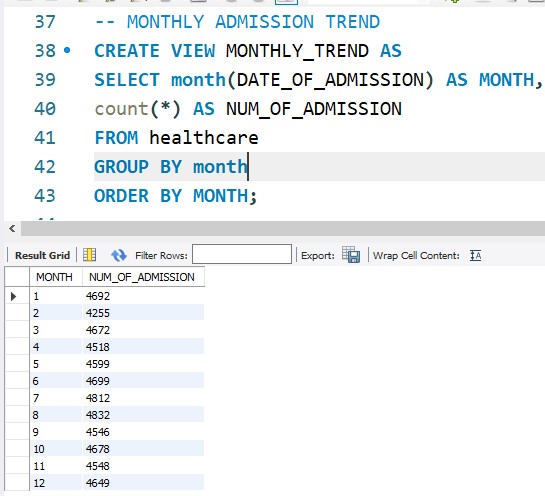 37 -- MONTHLY ADMISSION TREND
38 CREATE VIEW MONTHLY_TREND AS
39 SELECT month(DATE_OF_ADMISSION) AS MONTH,
40 count(*) AS NUM_OF_ADMISSION
41 FROM healthcare
42 GROUP BY month
43 ORDER BY MONTH;
Result Grid Filter Rows: Export: Wrap Cell Content:
MONTH NUM_OF_ADMISSION
1 4692
2 4255
3 4672
4 4518
5 4599
6 4699
7 4812
8 4832
9 4546
10 4678
11 4548
12 4649